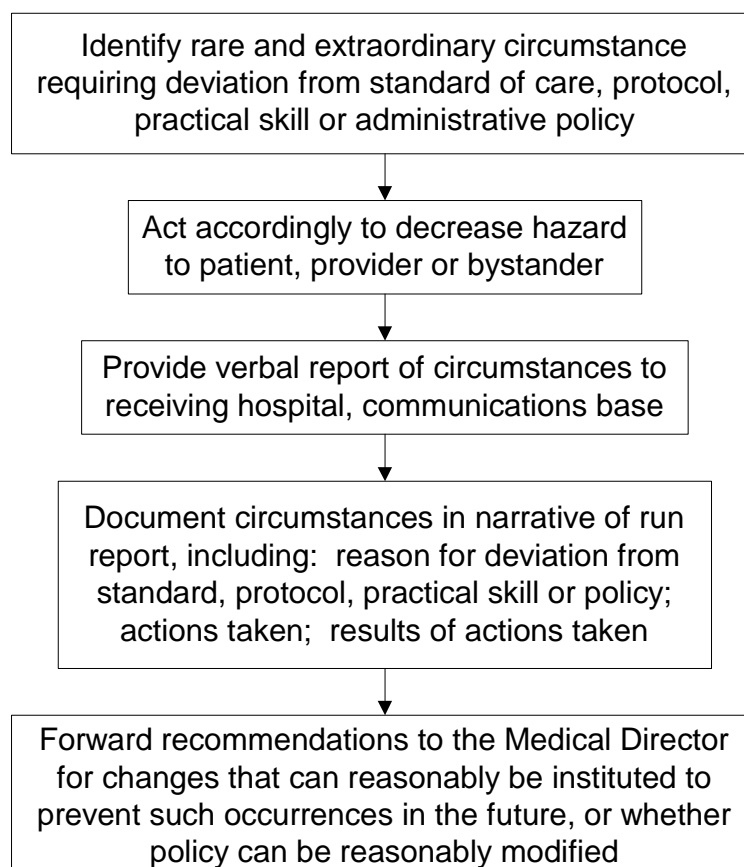 Identify rare and extraordinary circumstance
requiring deviation from standard of care, protocol,
practical skill or administrative policy
Act accordingly to decrease hazard
to patient, provider or bystander
Provide verbal report of circumstances to
receiving hospital, communications base
Document circumstances in narrative of run
report, including:  reason for deviation from
standard, protocol, practical skill or policy;
actions taken;  results of actions taken
Forward recommendations to the Medical Director
for changes that can reasonably be instituted to
prevent such occurrences in the future, or whether
policy can be reasonably modified